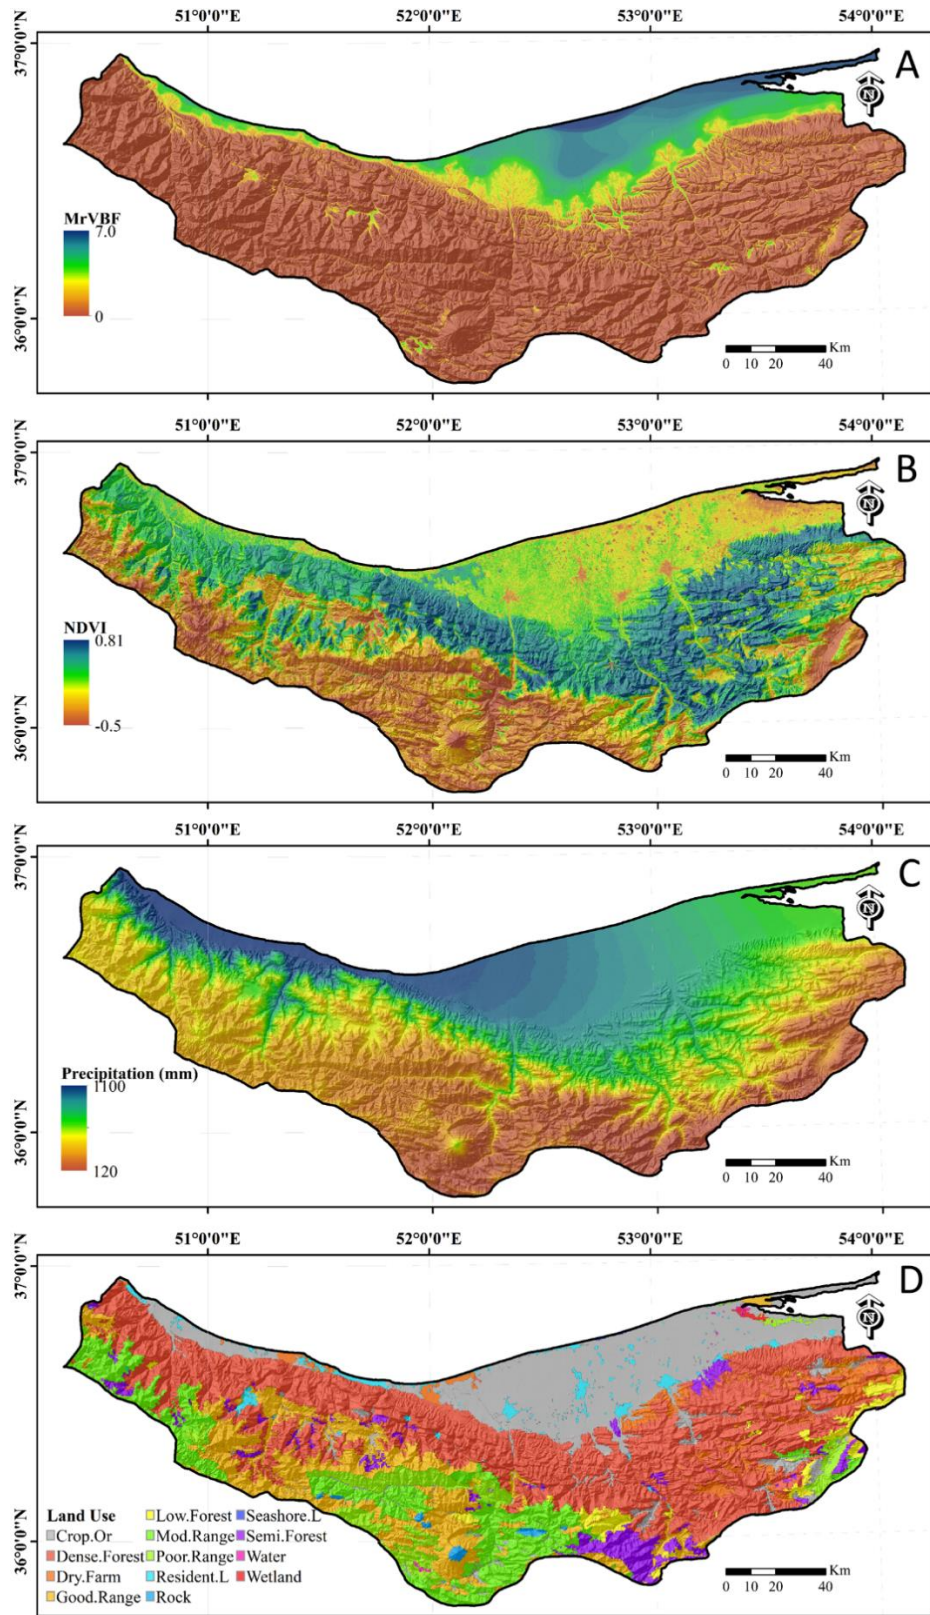 51°0'0"E 52°0'0"E 53°0'0"E 54°0'0"E
37°0'0"N
A
N
MrVBF
7.0
0
36°0'0"N
Km
0 10 20 40
51°0'0"E 52°0'0"E 53°0'0"E 54°0'0"E
37°0'0"N
B
N
NDVI
0.81
-0.5
36°0'0"N
Km
0 10 20 40
51°0'0"E 52°0'0"E 53°0'0"E 54°0'0"E
37°0'0"N
C
N
Precipitation (mm)
1100
120
36°0'0"N
Km
0 10 20 40
51°0'0"E 52°0'0"E 53°0'0"E 54°0'0"E
37°0'0"N
D
N
Land Use Low.Forest Seashore.L
Crop.Or Mod.Range Semi.Forest
Dense.Forest Poor.Range Water
Dry.Farm Resident.L Wetland
Good.Range Rock
36°0'0"N
Km
0 10 20 40